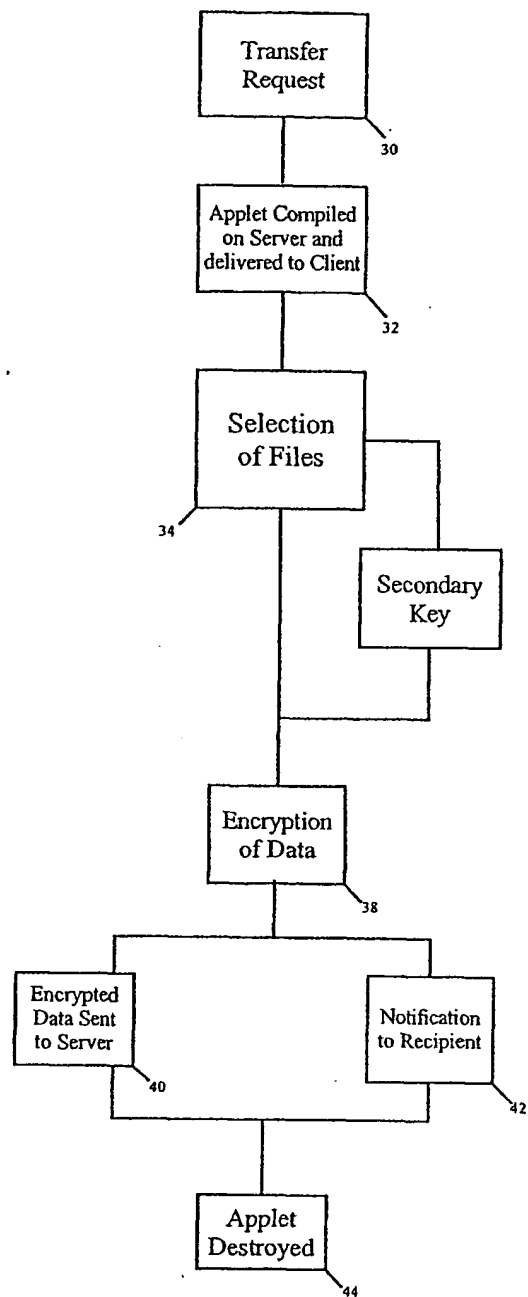 Transfer
Request
30
Applet Compiled
on Server and
delivered to Client
32
Selection
of Files
34
Secondary
Key
Encryption
of Data
38
Encrypted
Data Sent
to Server
40
Notification
to Recipient
42
Applet
Destroyed
44